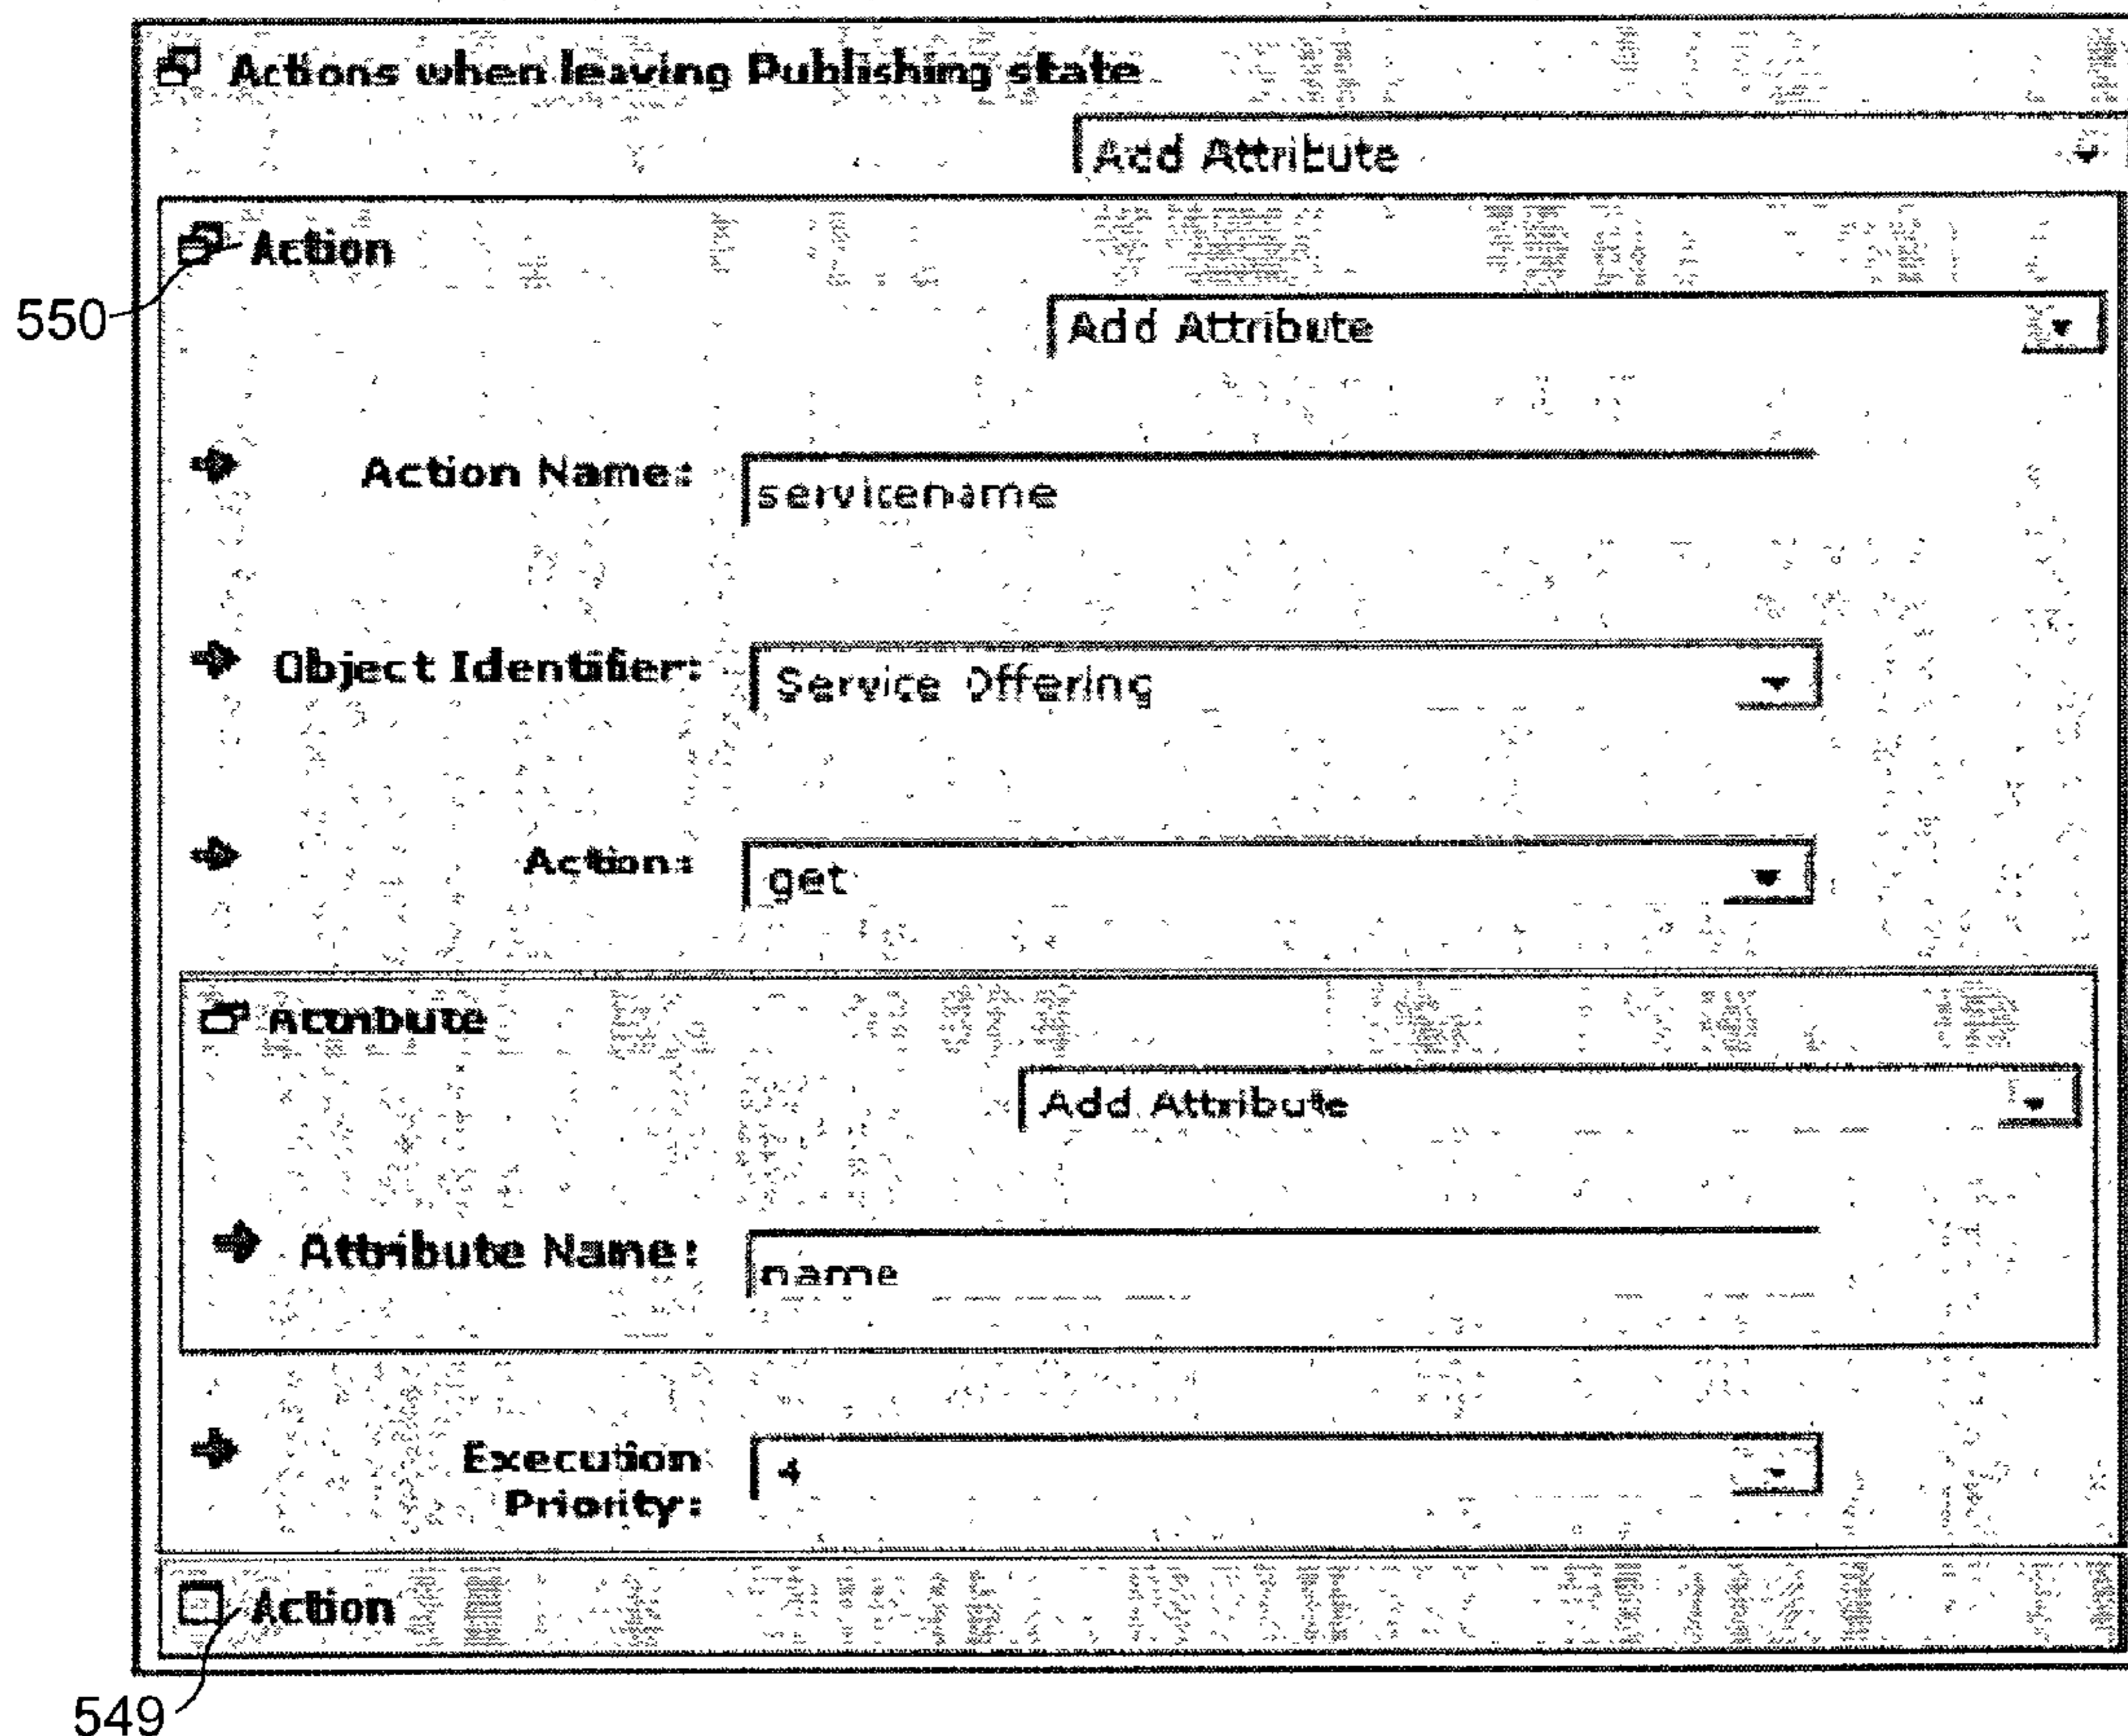 Actions when leaving Publishing state
Add Attribute
Action
550
Add Attribute
Action Name: servicename
Object Identifier: Service Offering
Action: get
Attribute
Add Attribute
Attribute Name: name
Execution Priority: 4
Action
549